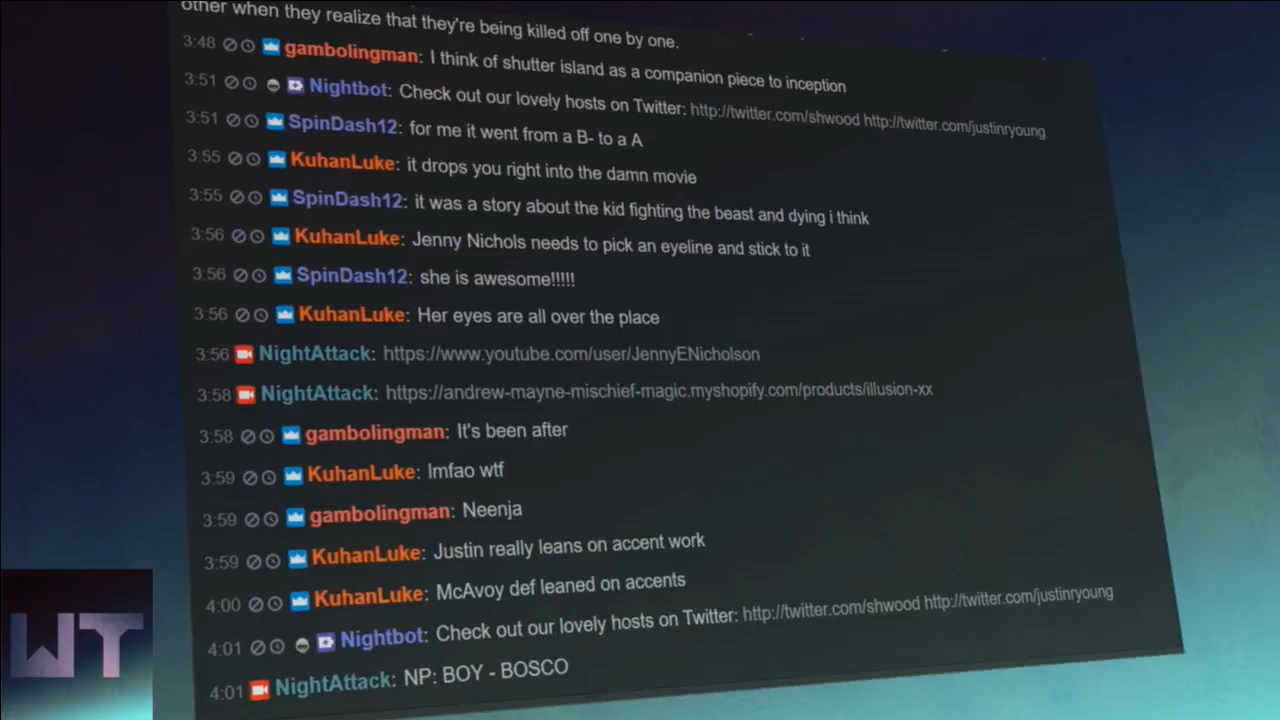 other when they realize that they're being killed off one by one.
3:48 gambolingman: I think of shutter island as a companion piece to inception
3:51 Nightbot: Check out our lovely hosts on Twitter: http://twitter.com/shwood http://twitter.com/justinryoung
3:51 SpinDash12: for me it went from a B- to a A
3:55 KuhanLuke: it drops you right into the damn movie
3:55 SpinDash12: it was a story about the kid fighting the beast and dying i think
3:56 KuhanLuke: Jenny Nichols needs to pick an eyeline and stick to it
3:56 SpinDash12: she is awesome!!!!!
3:56 KuhanLuke: Her eyes are all over the place
3:56 NightAttack: https://www.youtube.com/user/JennyENicholson
3:58 NightAttack: https://andrew-mayne-mischief-magic.myshopify.com/products/illusion-xx
3:58 gambolingman: It's been after
3:59 KuhanLuke: lmfao wtf
3:59 gambolingman: Neenja
3:59 KuhanLuke: Justin really leans on accent work
4:00 KuhanLuke: McAvoy def leaned on accents
4:01 Nightbot: Check out our lovely hosts on Twitter: http://twitter.com/shwood http://twitter.com/justinryoung
4:01 NightAttack: NP: BOY - BOSCO
WT